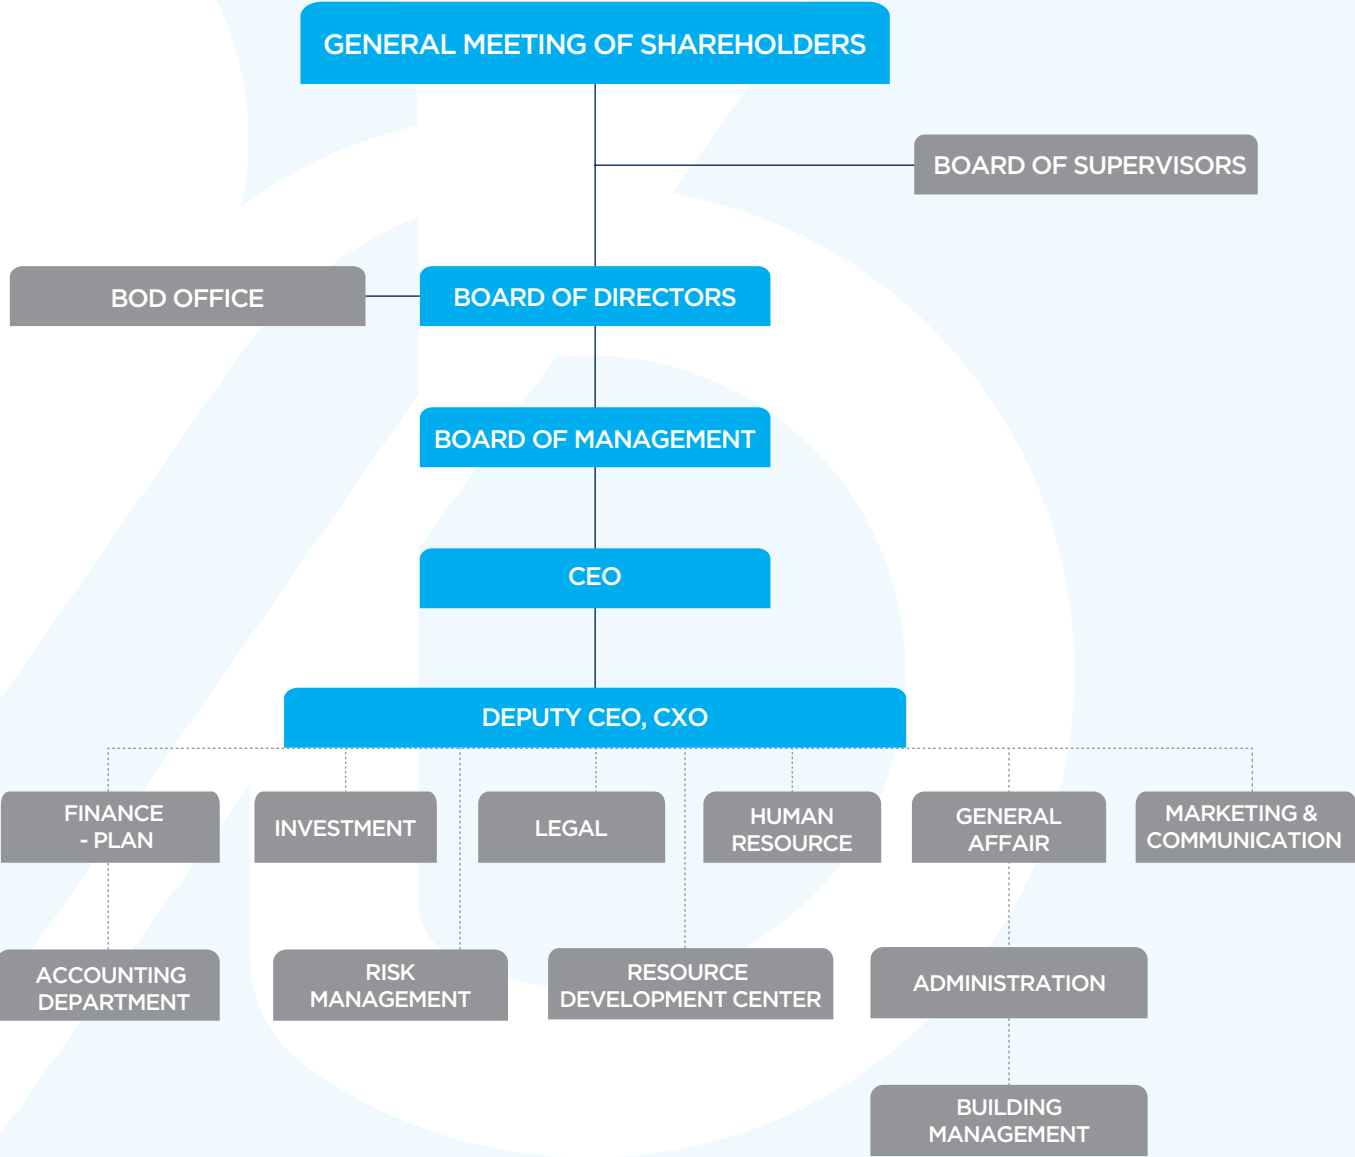 GENERAL MEETING OF SHAREHOLDERS
BOARD OF SUPERVISORS
BOD OFFICE
BOARD OF DIRECTORS
BOARD OF MANAGEMENT
CEO
DEPUTY CEO, CXO
FINANCE
- PLAN
INVESTMENT
LEGAL
HUMAN
RESOURCE
GENERAL
AFFAIR
MARKETING &
COMMUNICATION
ACCOUNTING
DEPARTMENT
RISK
MANAGEMENT
RESOURCE
DEVELOPMENT CENTER
ADMINISTRATION
BUILDING
MANAGEMENT